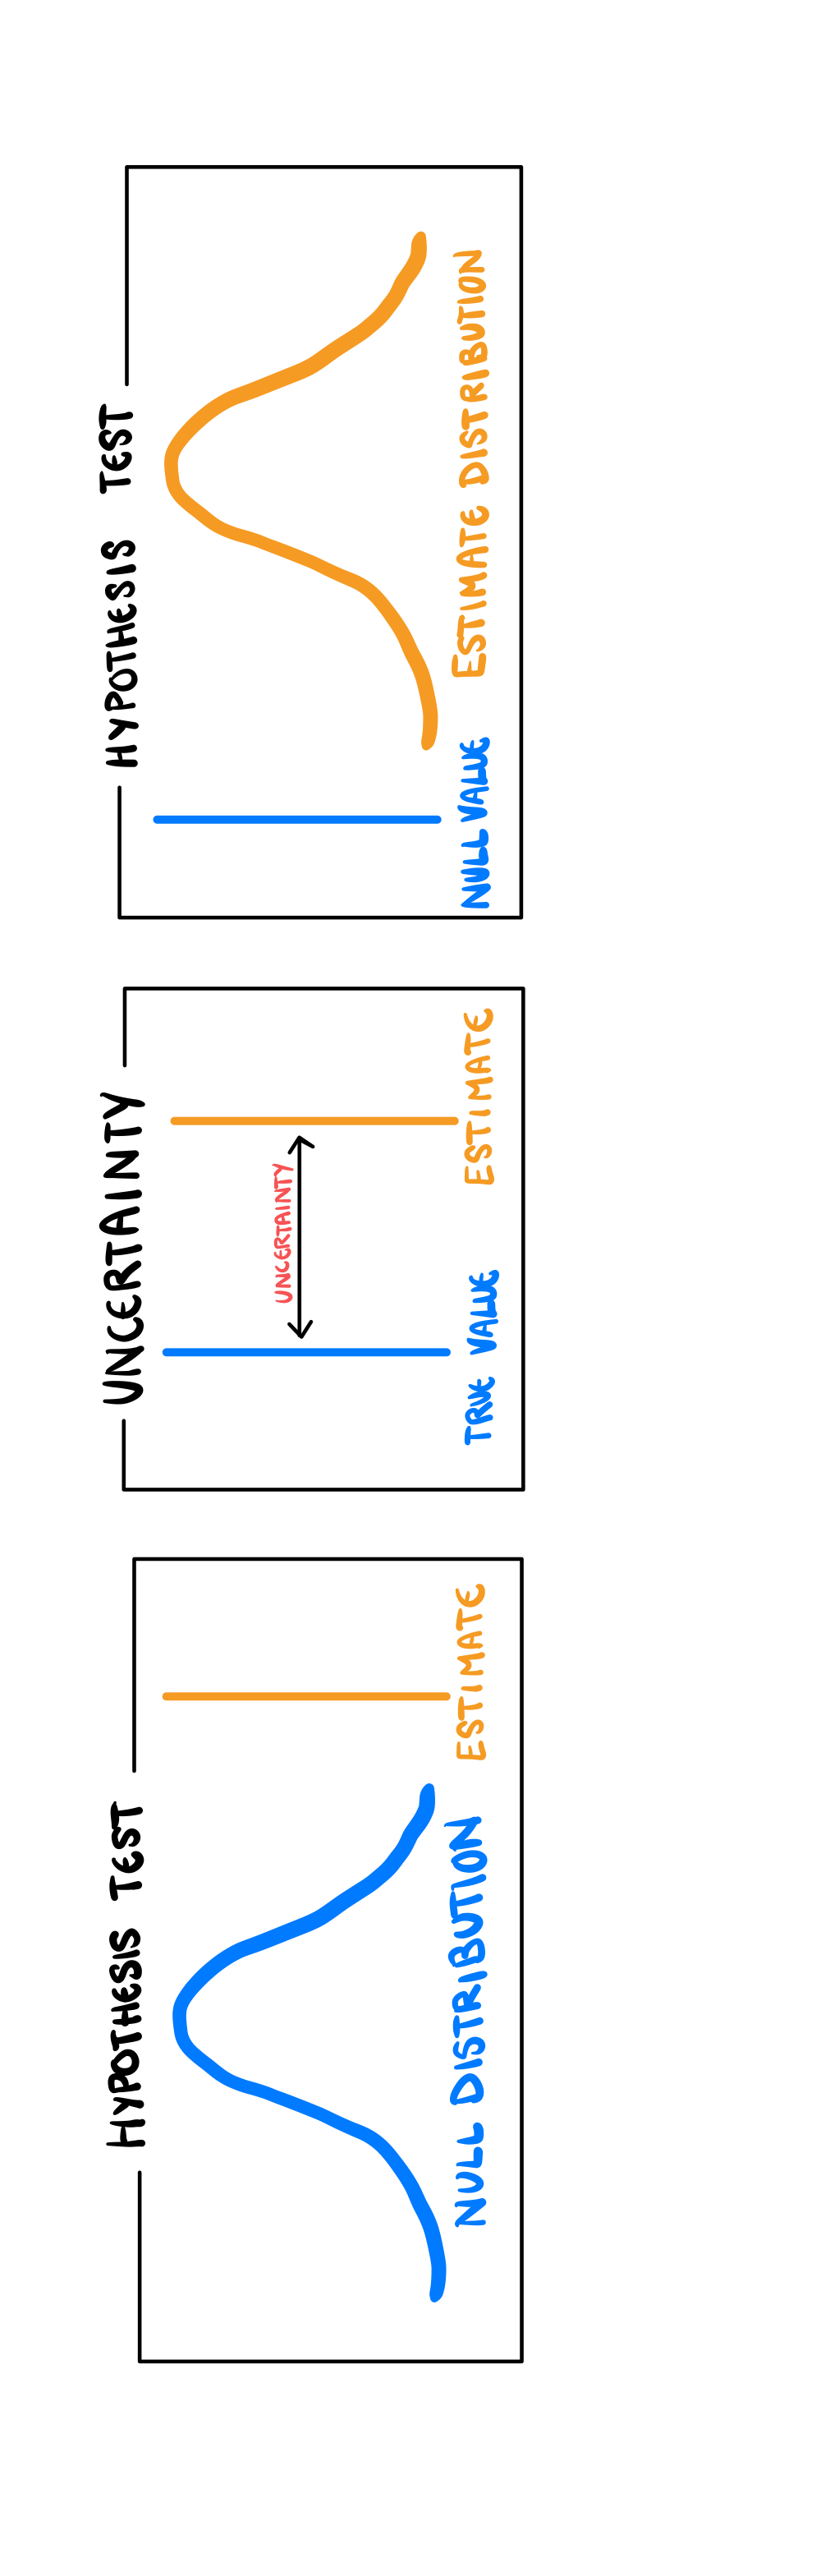 HYPOTHESIS TEST
NULL DISTRIBUTION
ESTIMATE
UNCERTAINTY
UNCERTAINTY
TRUE VALUE
ESTIMATE
HYPOTHESIS TEST
NULL VALUE
ESTIMATE DISTRIBUTION